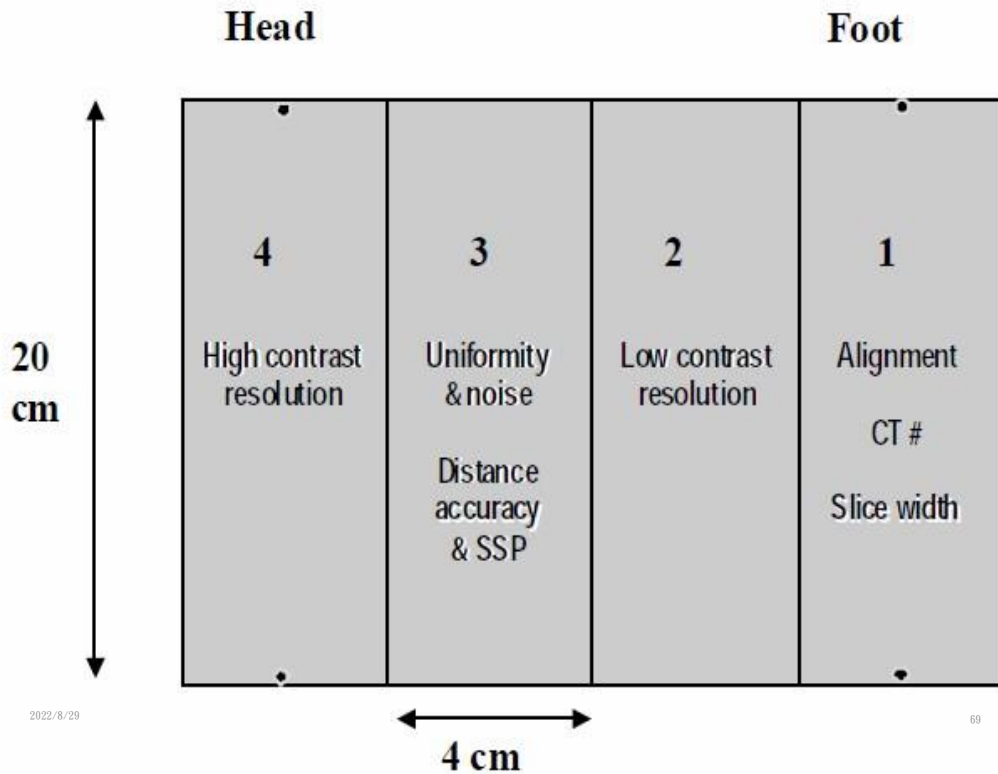 Head
Foot
20
cm
4
High contrast
resolution
3
Uniformity
& noise
Distance
accuracy
& SSP
2
Low contrast
resolution
1
Alignment
CT #
Slice width
2022/8/29
4 cm
69